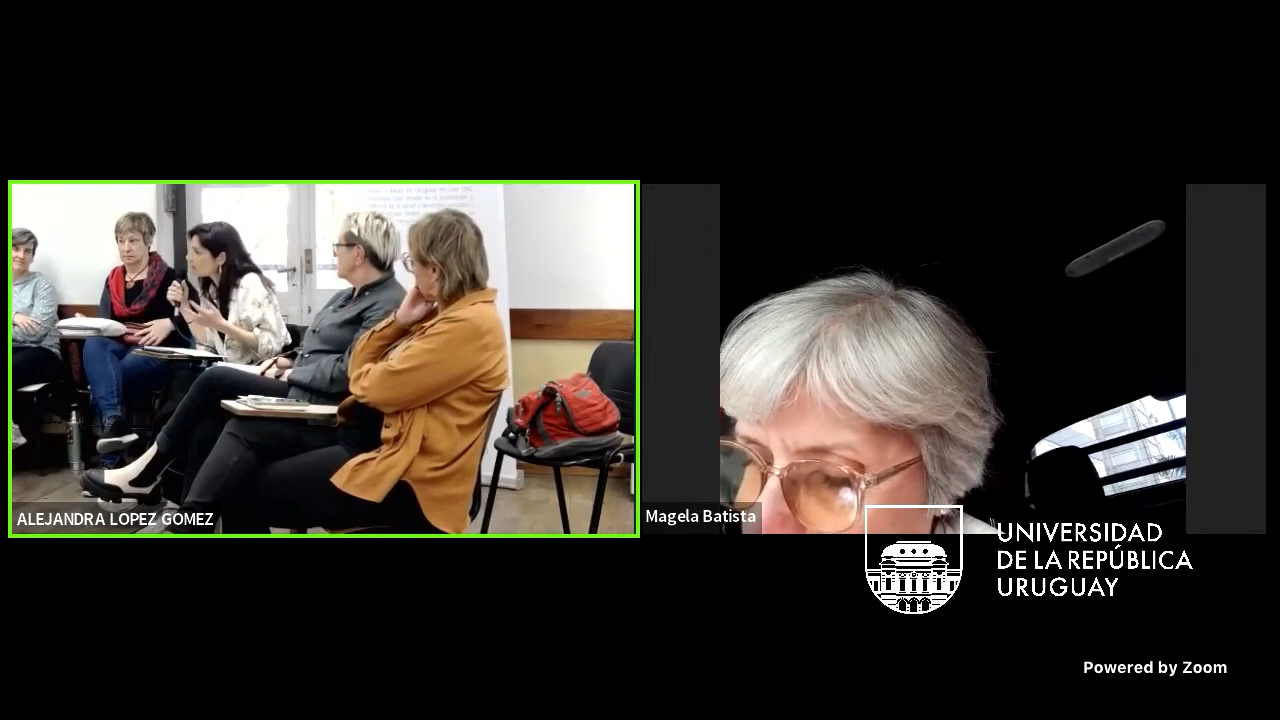 ALEJANDRA LOPEZ GOMEZ
Magela Batista
UNIVERSIDAD
DE LA REPÚBLICA
URUGUAY
Powered by Zoom